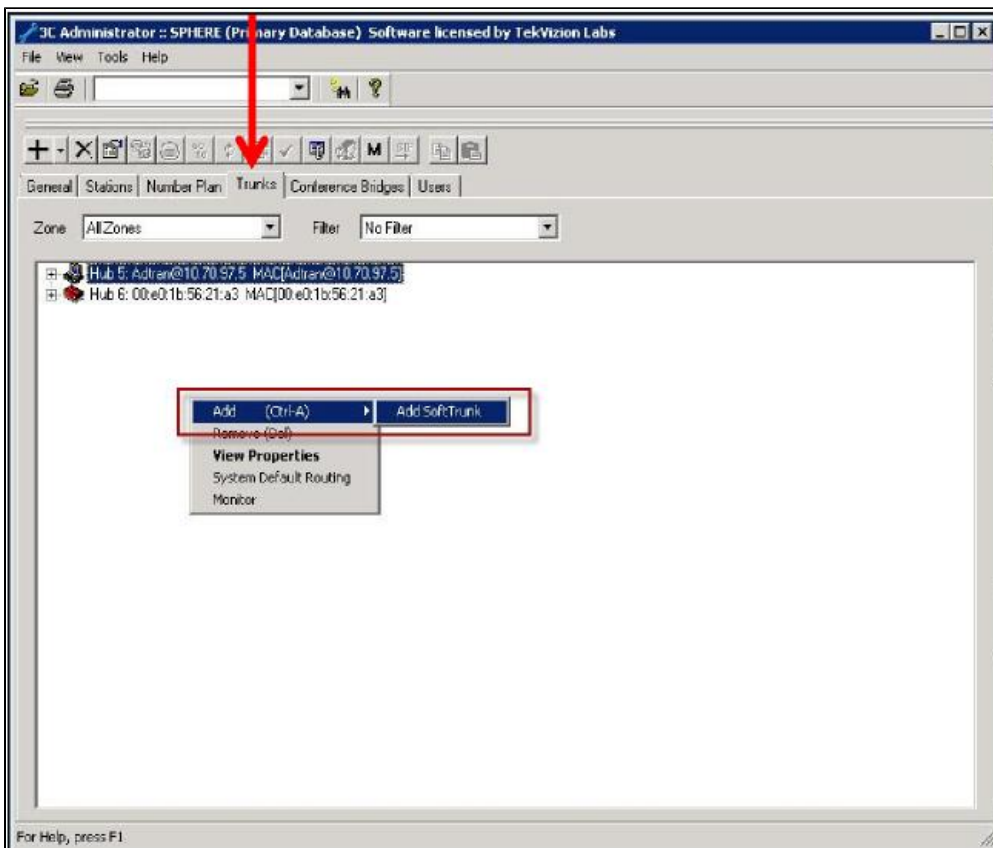 3C Administrator :: SPHERE (Primary Database) Software licensed by TekVizion Labs
File View Tools Help
M
General Stations Number Plan Trunks Conference Bridges Users
Zone All Zones Filter No Filter
Hub 5: Adtran@10.70.97.5 MAC[Adtran@10.70.97.5]
Hub 6: 00:e0:1b:56:21:a3 MAC[00:e0:1b:56:21:a3]
Add (Ctrl-A) Add SoftTrunk
Remove (Del)
View Properties
System Default Routing
Monitor
For Help, press F1